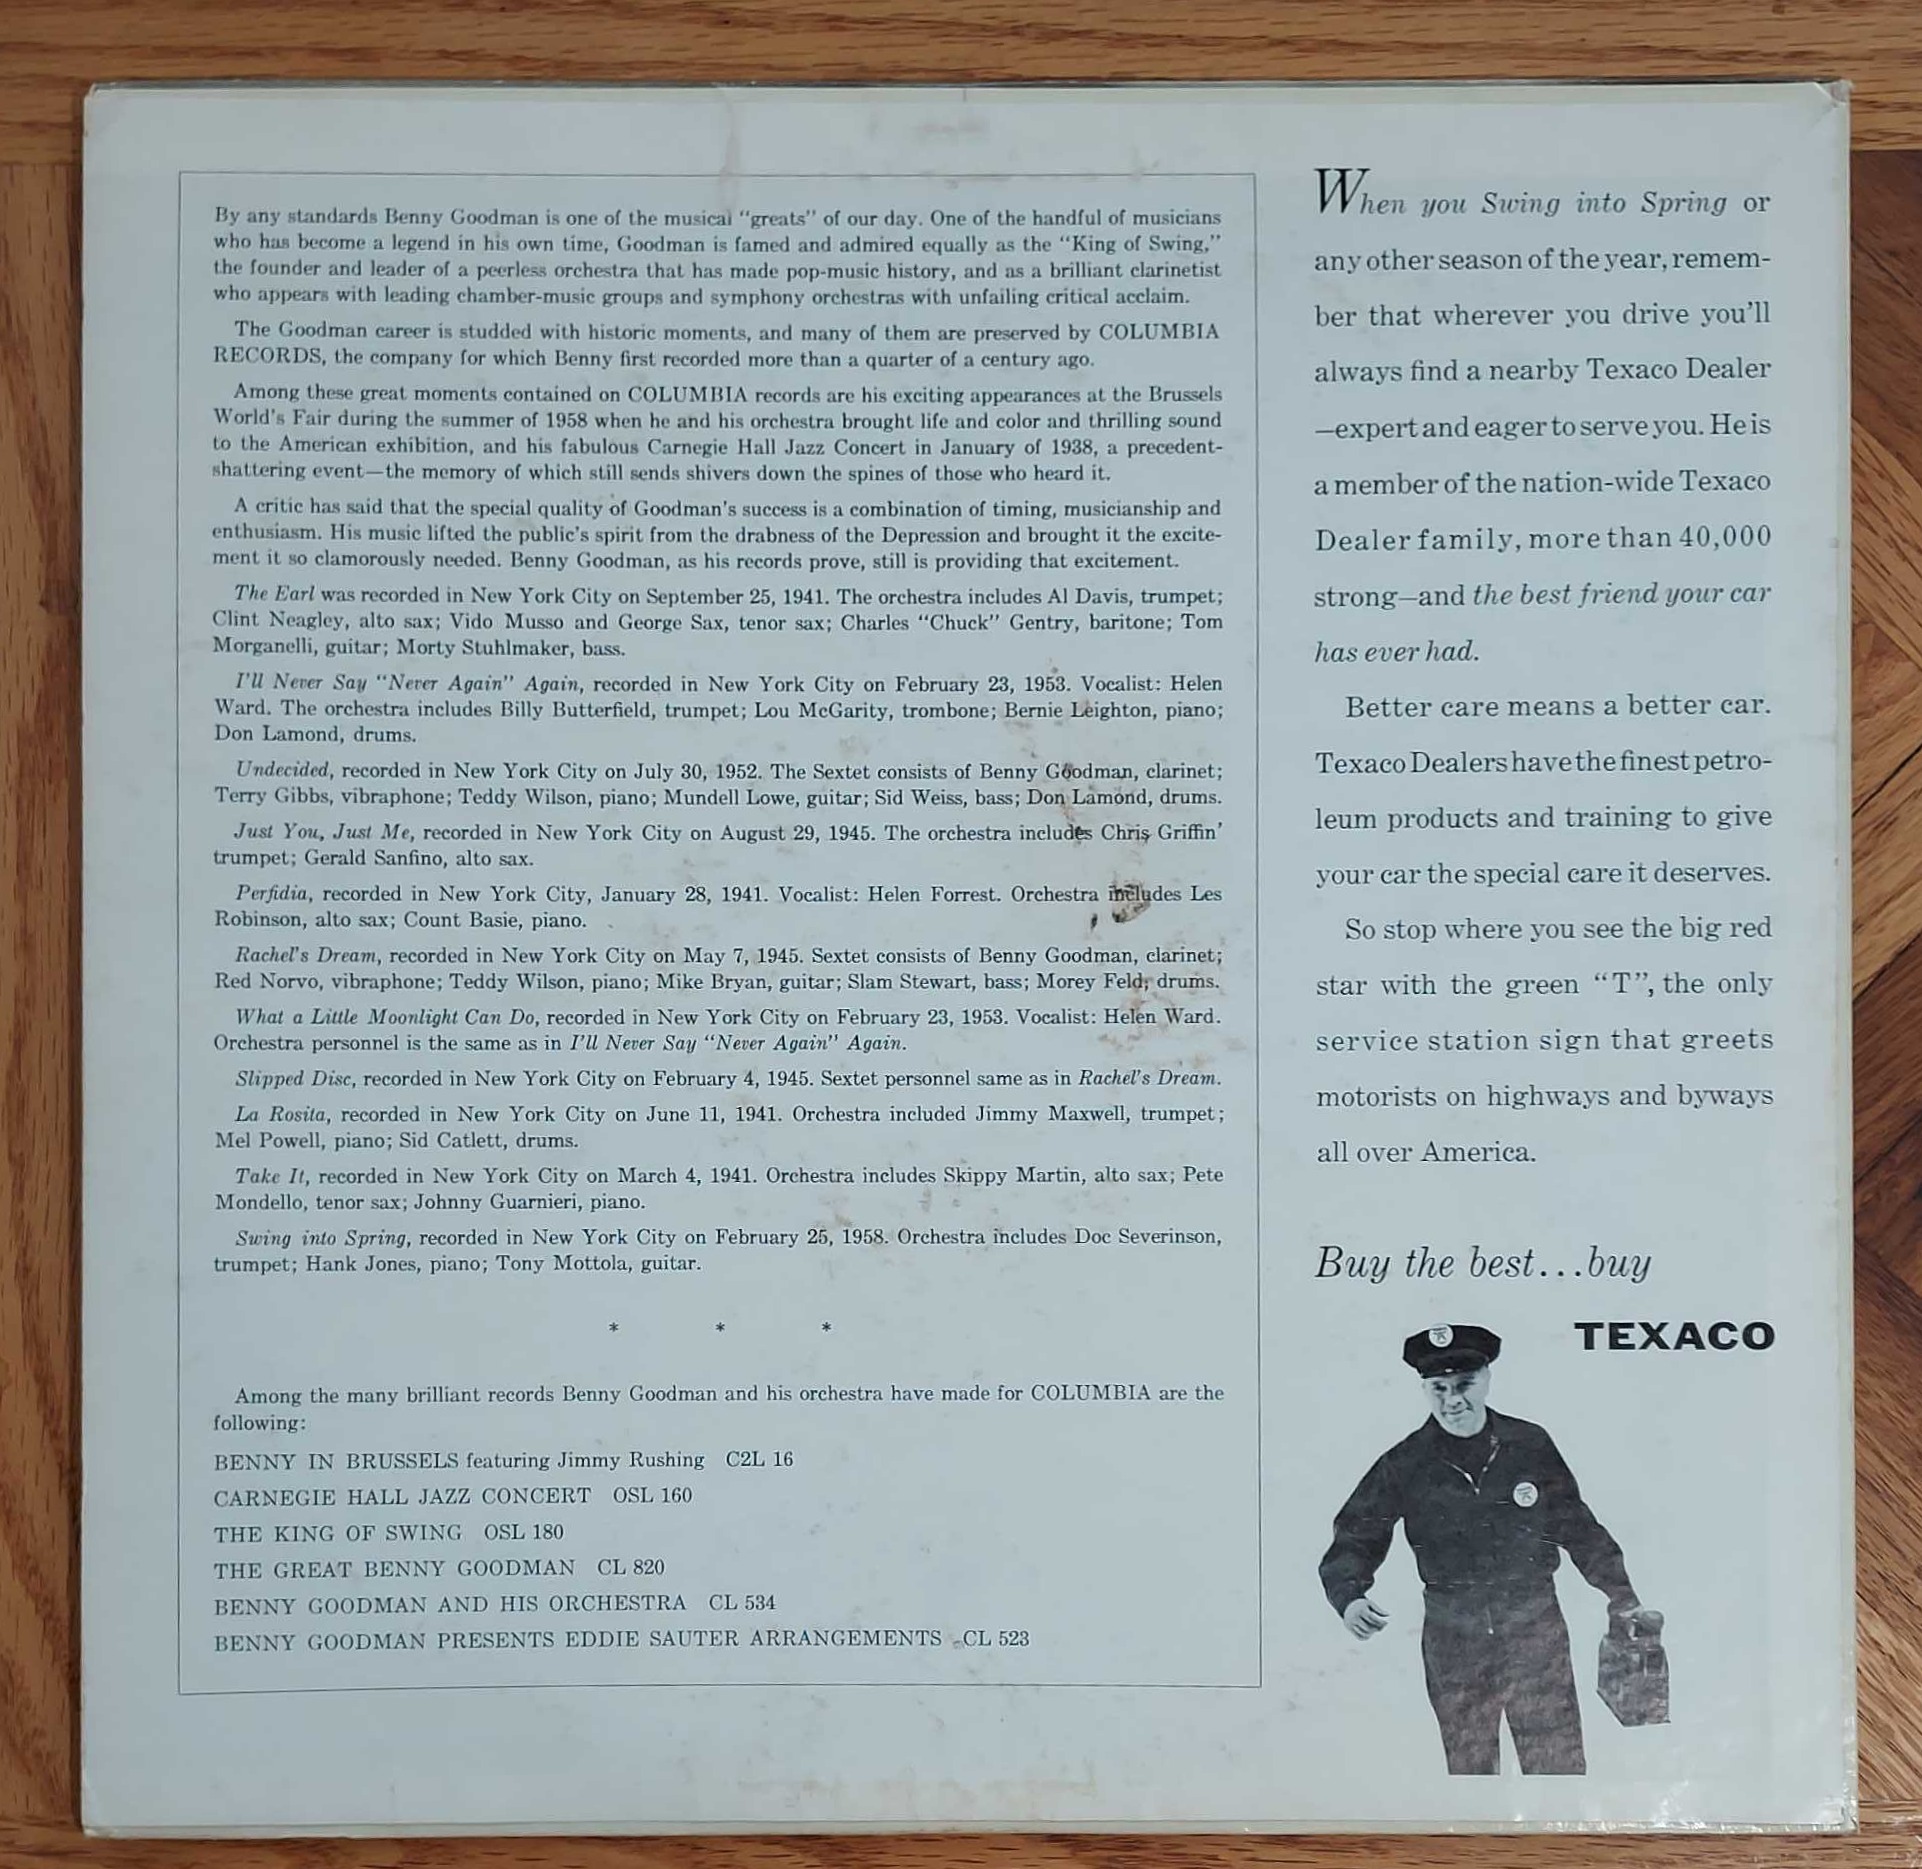 By any standards Benny Goodman is one of the musical "greats" of our day. One of the handful of musicians
who has become a legend in his own time, Goodman is famed and admired equally as the "King of Swing,"
the founder and leader of a peerless orchestra that has made pop-music history, and as a brilliant clarinetist
who appears with leading chamber-music groups and symphony orchestras with unfailing critical acclaim.
The Goodman career is studded with historic moments, and many of them are preserved by COLUMBIA
RECORDS, the company for which Benny first recorded more than a quarter of a century ago.
Among these great moments contained on COLUMBIA records are his exciting appearances at the Brussels
World's Fair during the summer of 1958 when he and his orchestra brought life and color and thrilling sound
to the American exhibition, and his fabulous Carnegie Hall Jazz Concert in January of 1938, a precedent-
shattering event—the memory of which still sends shivers down the spines of those who heard it.
A critic has said that the special quality of Goodman's success is a combination of timing, musicianship and
enthusiasm. His music lifted the public's spirit from the drabness of the Depression and brought it the excite-
ment it so clamorously needed. Benny Goodman, as his records prove, still is providing that excitement.
The Earl was recorded in New York City on September 25, 1941. The orchestra includes Al Davis, trumpet;
Clint Neagley, alto sax; Vido Musso and George Sax, tenor sax; Charles "Chuck" Gentry, baritone; Tom
Morganelli, guitar; Morty Stuhlmaker, bass.
I'll Never Say "Never Again" Again, recorded in New York City on February 23, 1953. Vocalist: Helen
Ward. The orchestra includes Billy Butterfield, trumpet; Lou McGarity, trombone; Bernie Leighton, piano;
Don Lamond, drums.
Undecided, recorded in New York City on July 30, 1952. The Sextet consists of Benny Goodman, clarinet;
Terry Gibbs, vibraphone; Teddy Wilson, piano; Mundell Lowe, guitar; Sid Weiss, bass; Don Lamond, drums.
Just You, Just Me, recorded in New York City on August 29, 1945. The orchestra includes Chris Griffin'
trumpet; Gerald Sanfino, alto sax.
Perfidia, recorded in New York City, January 28, 1941. Vocalist: Helen Forrest. Orchestra includes Les
Robinson, alto sax; Count Basie, piano.
Rachel's Dream, recorded in New York City on May 7, 1945. Sextet consists of Benny Goodman, clarinet;
Red Norvo, vibraphone; Teddy Wilson, piano; Mike Bryan, guitar; Slam Stewart, bass; Morey Feld, drums.
What a Little Moonlight Can Do, recorded in New York City on February 23, 1953. Vocalist: Helen Ward.
Orchestra personnel is the same as in I'll Never Say "Never Again" Again.
Slipped Disc, recorded in New York City on February 4, 1945. Sextet personnel same as in Rachel's Dream.
La Rosita, recorded in New York City on June 11, 1941. Orchestra included Jimmy Maxwell, trumpet;
Mel Powell, piano; Sid Catlett, drums.
Take It, recorded in New York City on March 4, 1941. Orchestra includes Skippy Martin, alto sax; Pete
Mondello, tenor sax; Johnny Guarnieri, piano.
Swing into Spring, recorded in New York City on February 25, 1958. Orchestra includes Doc Severinson,
trumpet; Hank Jones, piano; Tony Mottola, guitar.
* * *
Among the many brilliant records Benny Goodman and his orchestra have made for COLUMBIA are the
following:
BENNY IN BRUSSELS featuring Jimmy Rushing C2L 16
CARNEGIE HALL JAZZ CONCERT OSL 160
THE KING OF SWING OSL 180
THE GREAT BENNY GOODMAN CL 820
BENNY GOODMAN AND HIS ORCHESTRA CL 534
BENNY GOODMAN PRESENTS EDDIE SAUTER ARRANGEMENTS CL 523
When you Swing into Spring or
any other season of the year, remem-
ber that wherever you drive you'll
always find a nearby Texaco Dealer
—expert and eager to serve you. He is
a member of the nation-wide Texaco
Dealer family, more than 40,000
strong—and the best friend your car
has ever had.
Better care means a better car.
Texaco Dealers have the finest petro-
leum products and training to give
your car the special care it deserves.
So stop where you see the big red
star with the green "T", the only
service station sign that greets
motorists on highways and byways
all over America.
Buy the best...buy
TEXACO